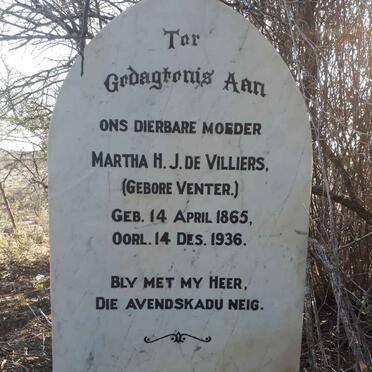 Ter
Gedagtenis Aan
ONS DIERBARE MOEDER
MARTHA H. J. DE VILLIERS,
(GEBORE VENTER.)
GEB. 14 APRIL 1865,
OORL. 14 DES. 1936.
BLY MET MY HEER,
DIE AVENDSKADU NEIG.